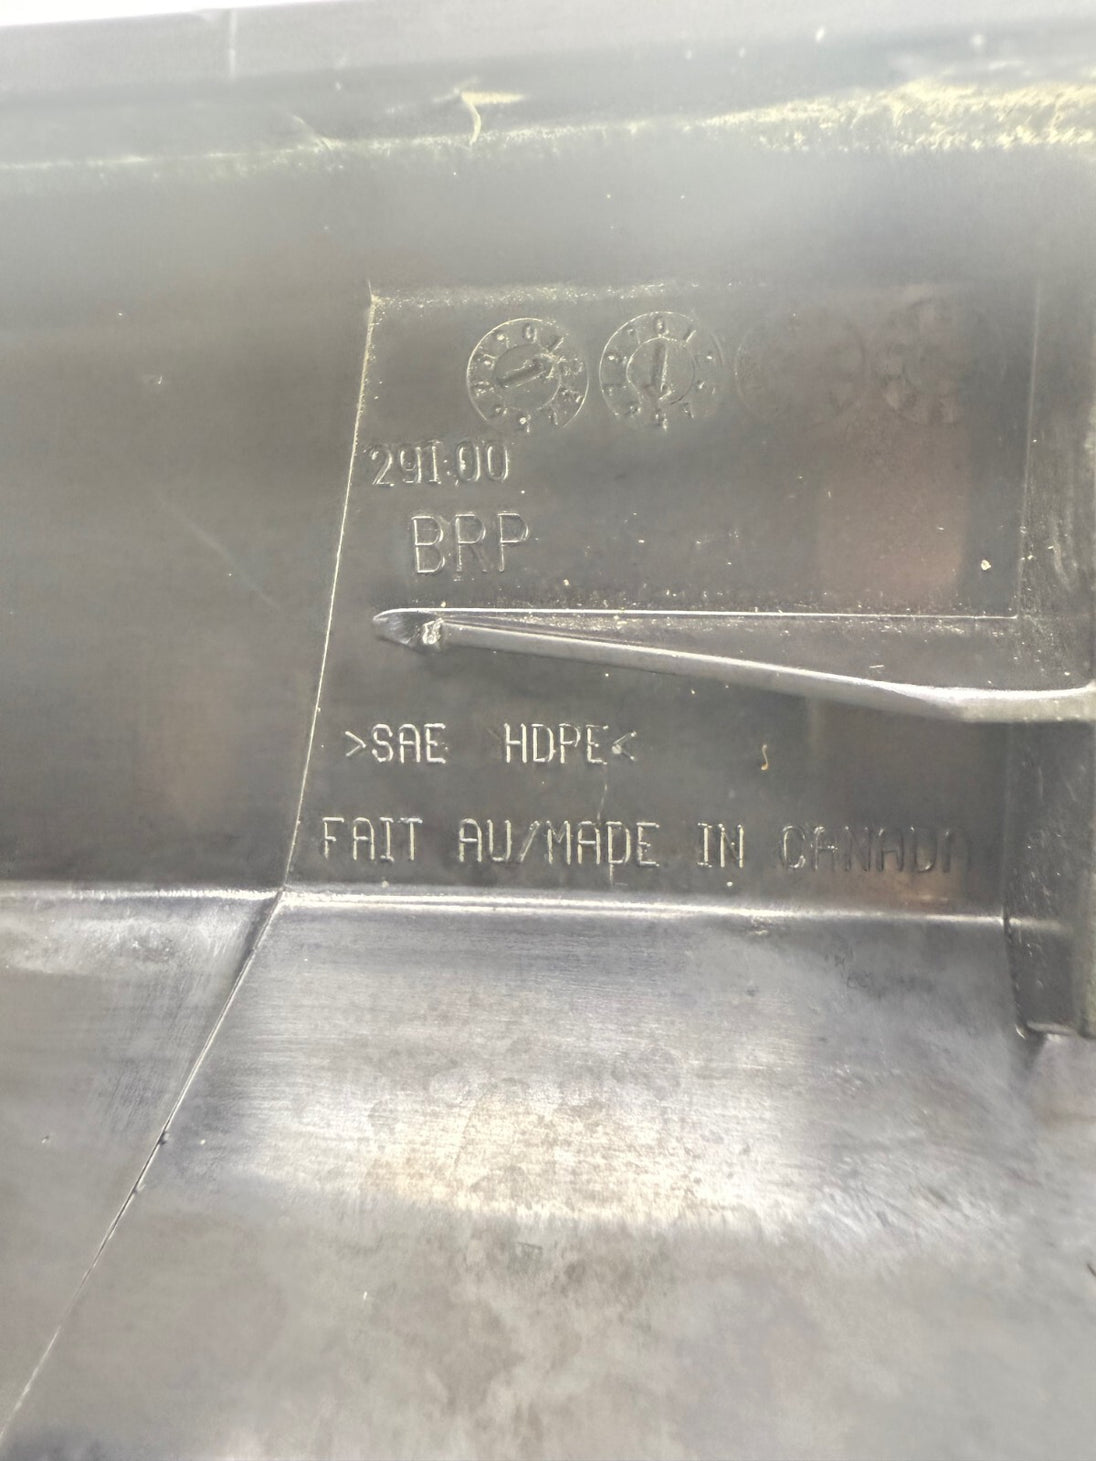 291:00
BRP
>SAE HDPE<
FAIT AU/MADE IN CANADA